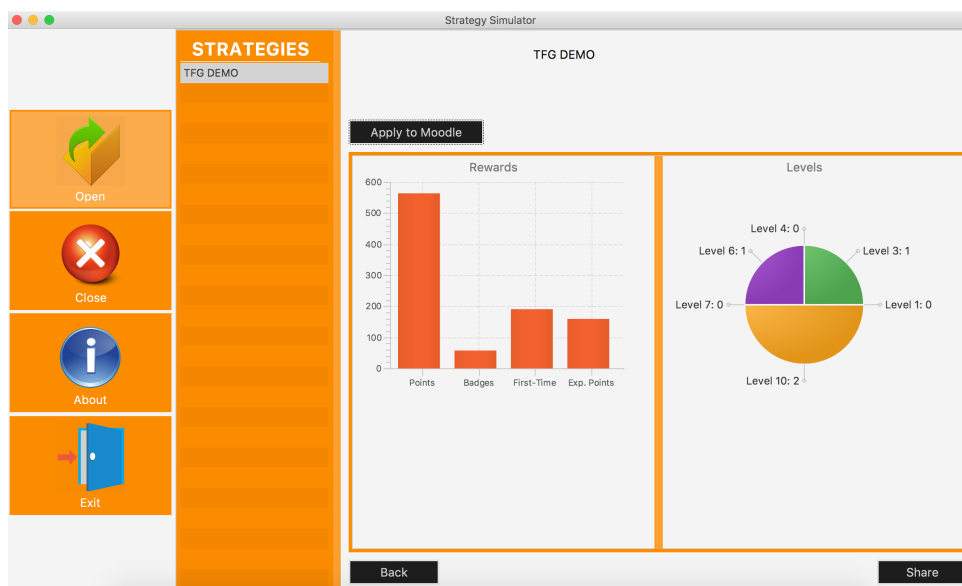 Strategy Simulator
STRATEGIES
TFG DEMO
TFG DEMO
Open
Close
About
Exit
Apply to Moodle
Rewards
600
500
400
300
200
100
0
Points Badges First-Time Exp. Points
Levels
Level 4: 0
Level 6: 1
Level 3: 1
Level 7: 0
Level 1: 0
Level 10: 2
Back
Share